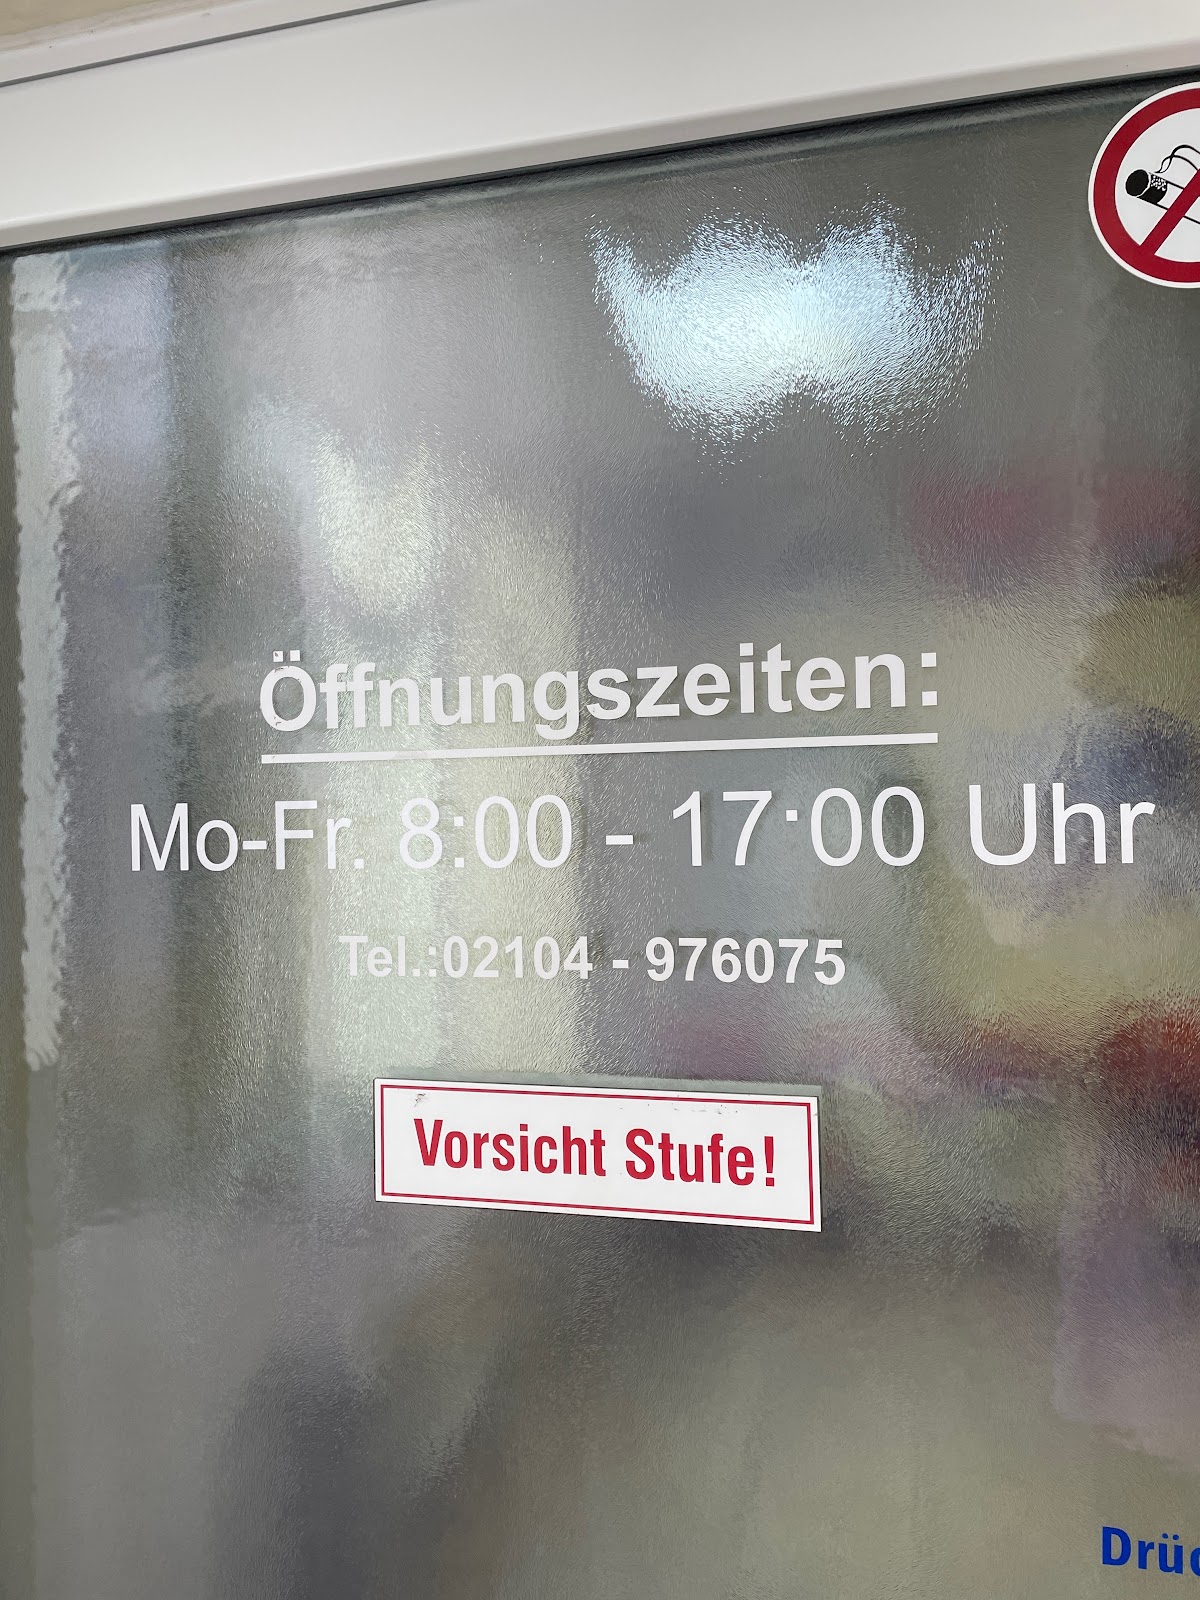 Öffnungszeiten:
Mo-Fr. 8:00 - 17:00 Uhr
Tel.:02104 - 976075
Vorsicht Stufe!